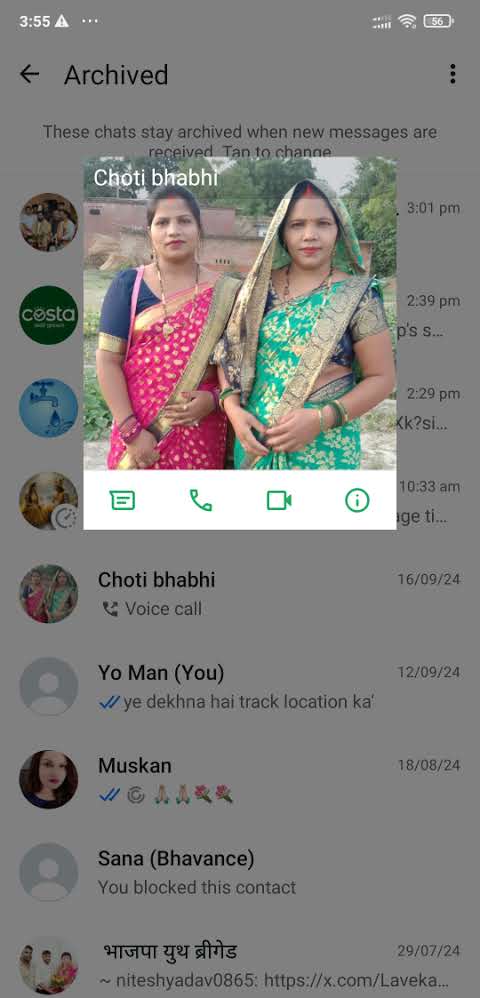 3:55
56
Archived
These chats stay archived when new messages are
received. Tap to change.
Choti bhabhi
3:01 pm
costa
2:39 pm
p's s...
2:29 pm
Xk?si...
10:33 am
age ti...
Choti bhabhi
16/09/24
Voice call
Yo Man (You)
12/09/24
ye dekhna hai track location ka'
Muskan
18/08/24
Sana (Bhavance)
You blocked this contact
भाजपा युथ ब्रीगेड
29/07/24
~ niteshyadav0865: https://x.com/Laveka...